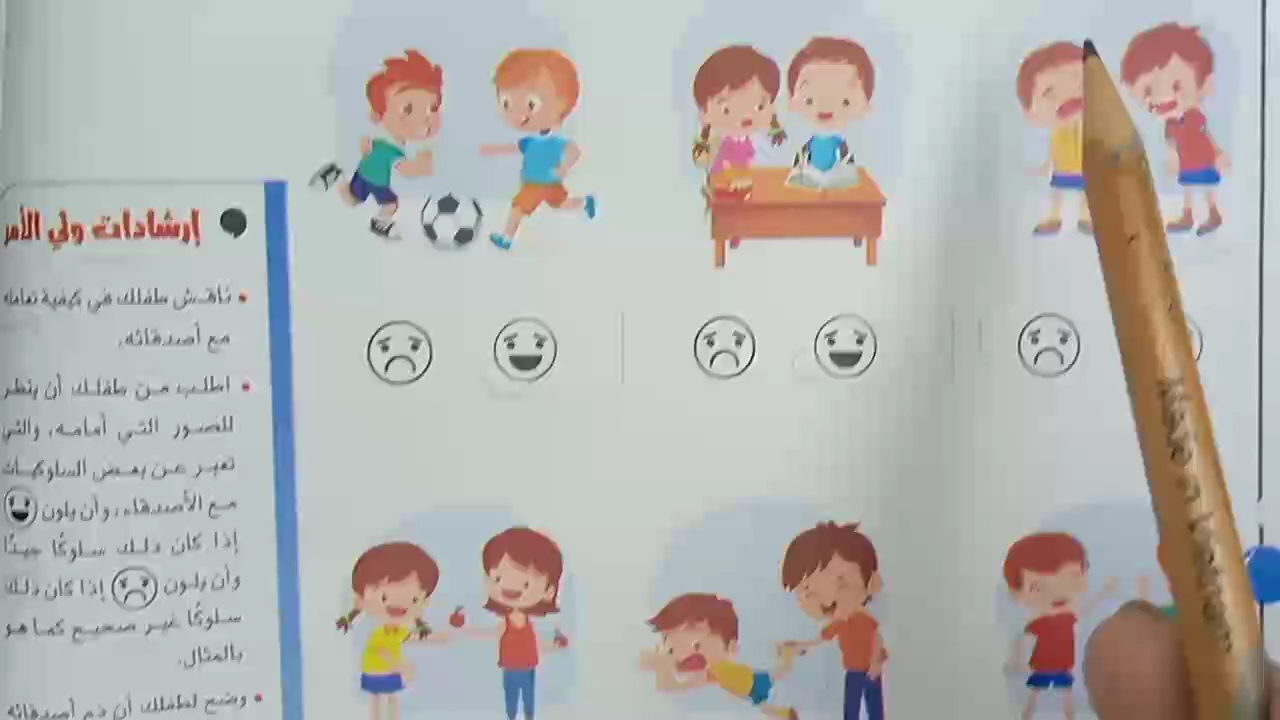 إرشادات ولي الأمر
• ناقش طفلك في كيفية تعامله
مع أصدقائه.
• اطلب من طفلك أن ينظر
للصور التي أمامه، والتي
تعبر عن بعض السلوكيات
مع الأصدقاء، وأن يلون
إذا كان ذلك سلوكًا جيدًا
وأن يلون إذا كان ذلك
سلوكًا غير صحيح كما هو
بالمثال.
• وضح لطفلك أن ذم أصدقائه